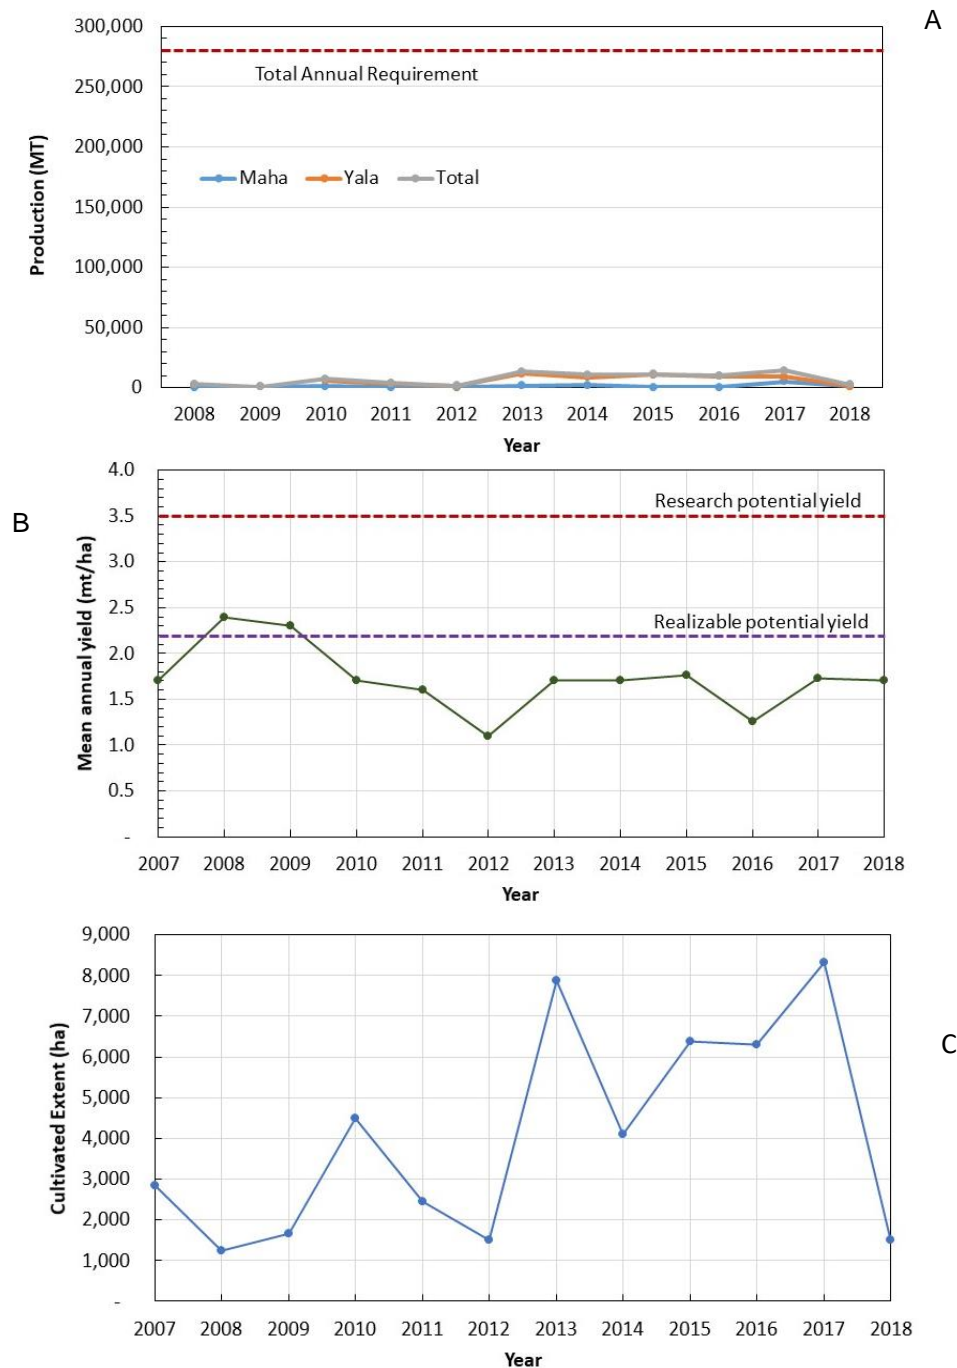 A
300,000
Total Annual Requirement
250,000
200,000
Maha Yala Total
150,000
100,000
50,000
0
Production (MT)
2008 2009 2010 2011 2012 2013 2014 2015 2016 2017 2018
Year
B
4.0
Research potential yield
3.5
3.0
2.5
Realizable potential yield
2.0
1.5
1.0
0.5
-
Mean annual yield (mt/ha)
2007 2008 2009 2010 2011 2012 2013 2014 2015 2016 2017 2018
Year
C
9,000
8,000
7,000
6,000
5,000
4,000
3,000
2,000
1,000
-
Cultivated Extent (ha)
2007 2008 2009 2010 2011 2012 2013 2014 2015 2016 2017 2018
Year